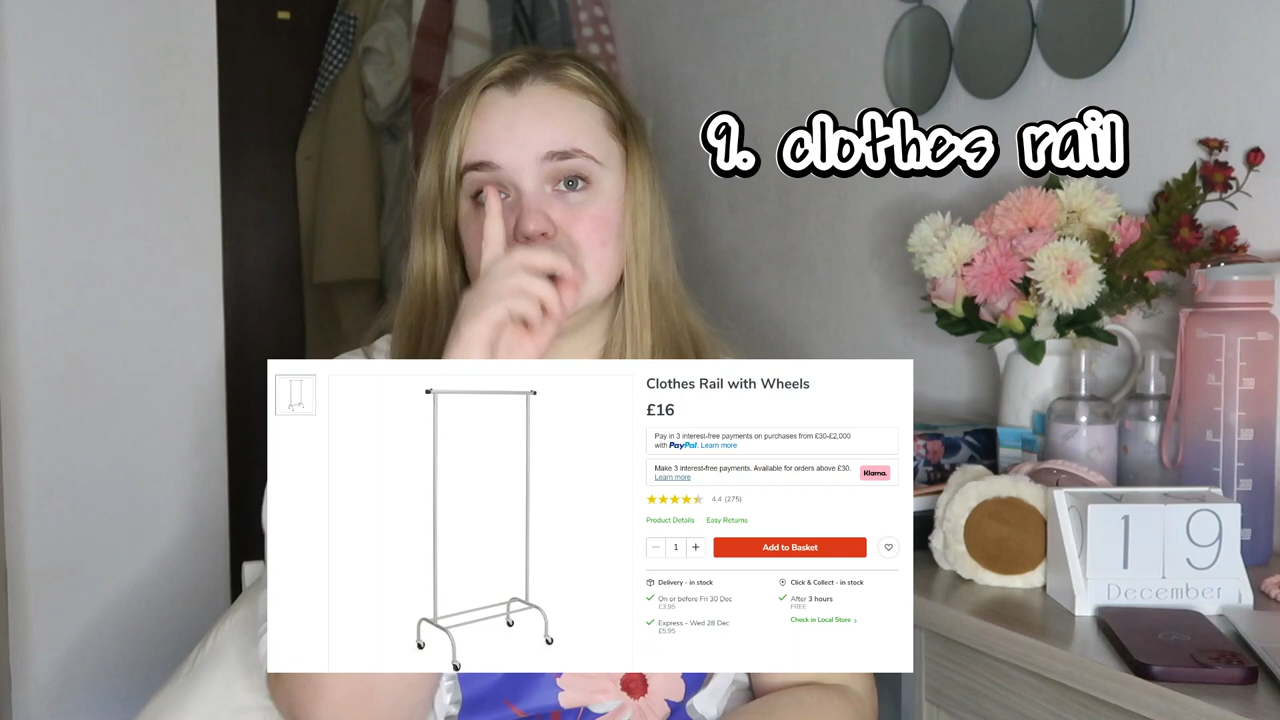 9. clothes rail
Clothes Rail with Wheels
£16
Pay in 3 interest-free payments on purchases from £30-£2,000
with PayPal. Learn more
Make 3 interest-free payments. Available for orders above £30.
Learn more
Klarna.
4.4 (275)
Product Details Easy Returns
1
Add to Basket
Delivery - in stock
On or before Fri 30 Dec
£3.95
Express - Wed 28 Dec
£5.95
Click & Collect - in stock
After 3 hours
FREE
Check in Local Store
19
December